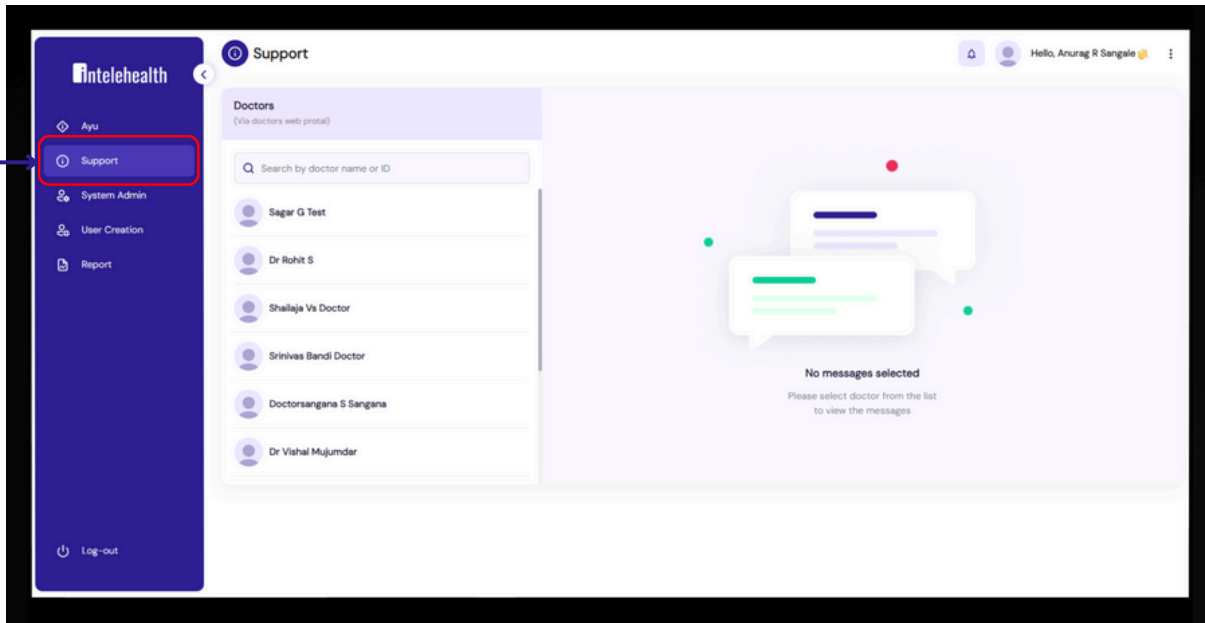 intelehealth
Ayu
Support
System Admin
User Creation
Report
Log-out
Support
Hello, Anurag R Sangale 👋
Doctors
(Via doctors web protal)
Search by doctor name or ID
Sagar G Test
Dr Rohit S
Shailaja Vs Doctor
Srinivas Bandi Doctor
Doctorsangana S Sangana
Dr Vishal Mujumdar
No messages selected
Please select doctor from the list
to view the messages